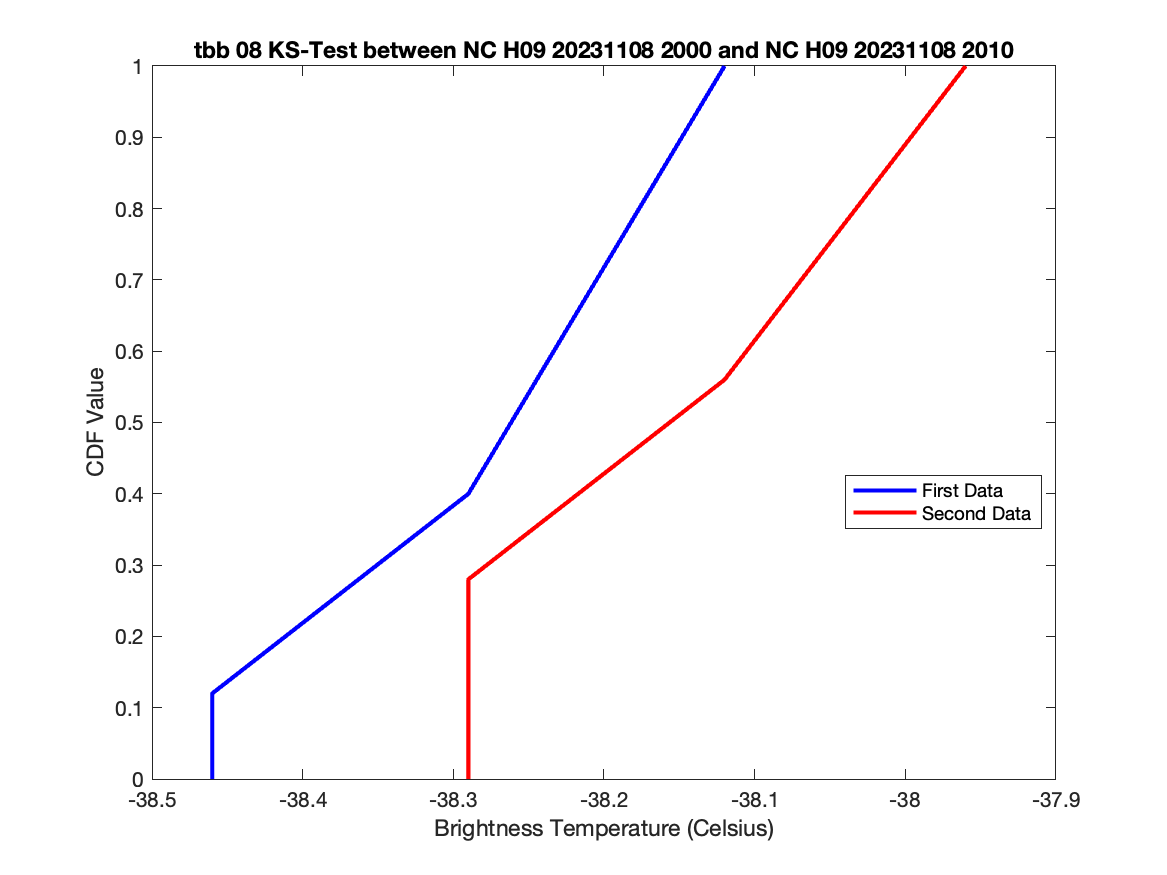 tbb 08 KS-Test between NC H09 20231108 2000 and NC H09 20231108 2010
1
0.9
0.8
0.7
0.6
0.5
0.4
0.3
0.2
0.1
0
CDF Value
First Data
Second Data
-38.5 -38.4 -38.3 -38.2 -38.1 -38 -37.9
Brightness Temperature (Celsius)